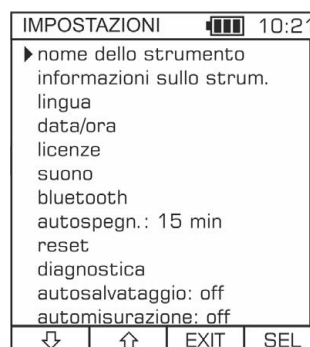 IMPOSTAZIONI 10:21
nome dello strumento
informazioni sullo strum.
lingua
data/ora
licenze
suono
bluetooth
autospegn.: 15 min
reset
diagnostica
autosalvataggio: off
automisurazione: off
EXIT SEL